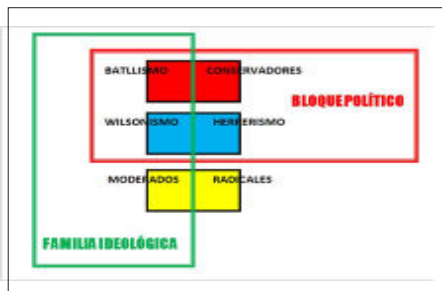 BATLLISMO CONSERVADORES
BLOQUE POLÍTICO
WILSONISMO HERRERISMO
MODERADOS RADICALES
FAMILIA IDEOLÓGICA